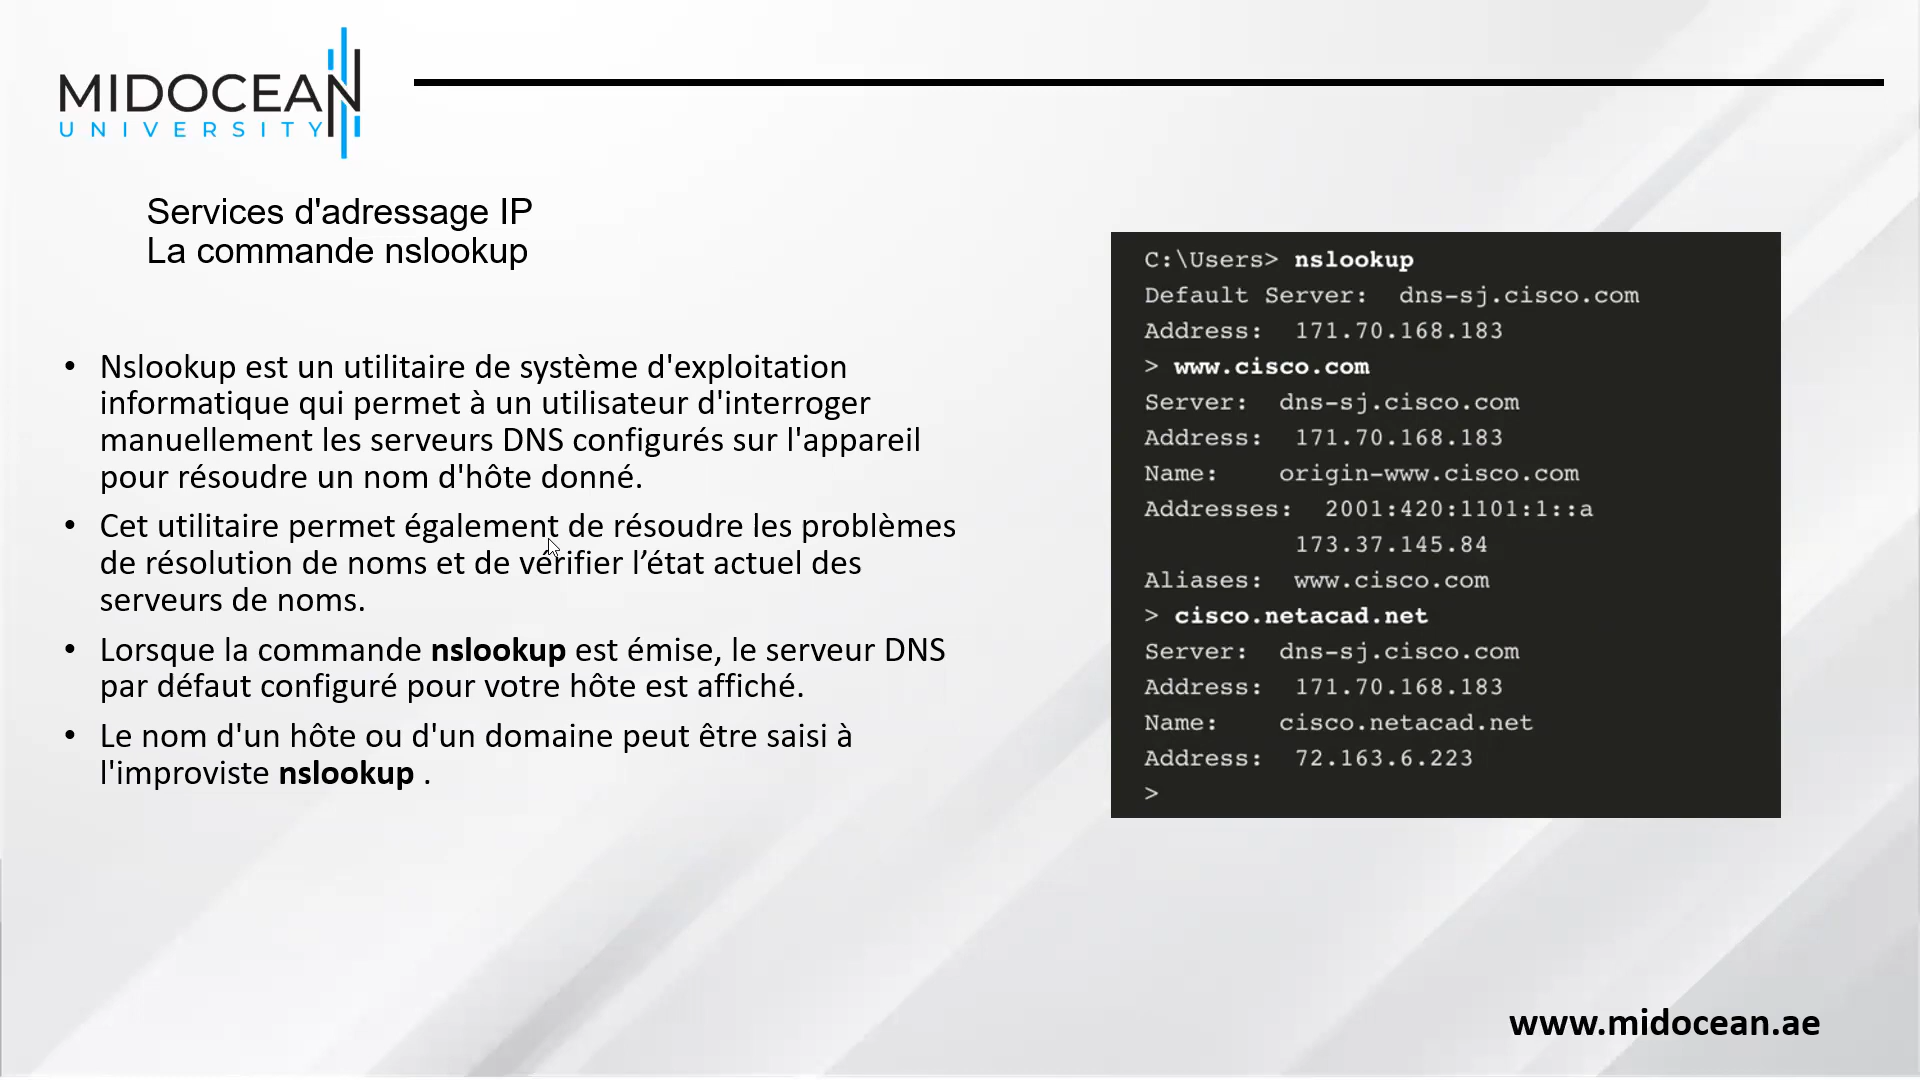 MIDOCEAN
UNIVERSITY
Services d'adressage IP
La commande nslookup
• Nslookup est un utilitaire de système d'exploitation
informatique qui permet à un utilisateur d'interroger
manuellement les serveurs DNS configurés sur l'appareil
pour résoudre un nom d'hôte donné.
• Cet utilitaire permet également de résoudre les problèmes
de résolution de noms et de vérifier l’état actuel des
serveurs de noms.
• Lorsque la commande nslookup est émise, le serveur DNS
par défaut configuré pour votre hôte est affiché.
• Le nom d'un hôte ou d'un domaine peut être saisi à
l'improviste nslookup .
C:\Users> nslookup
Default Server:  dns-sj.cisco.com
Address:  171.70.168.183
> www.cisco.com
Server:  dns-sj.cisco.com
Address:  171.70.168.183
Name:    origin-www.cisco.com
Addresses:  2001:420:1101:1::a
173.37.145.84
Aliases:  www.cisco.com
> cisco.netacad.net
Server:  dns-sj.cisco.com
Address:  171.70.168.183
Name:    cisco.netacad.net
Address:  72.163.6.223
>
www.midocean.ae